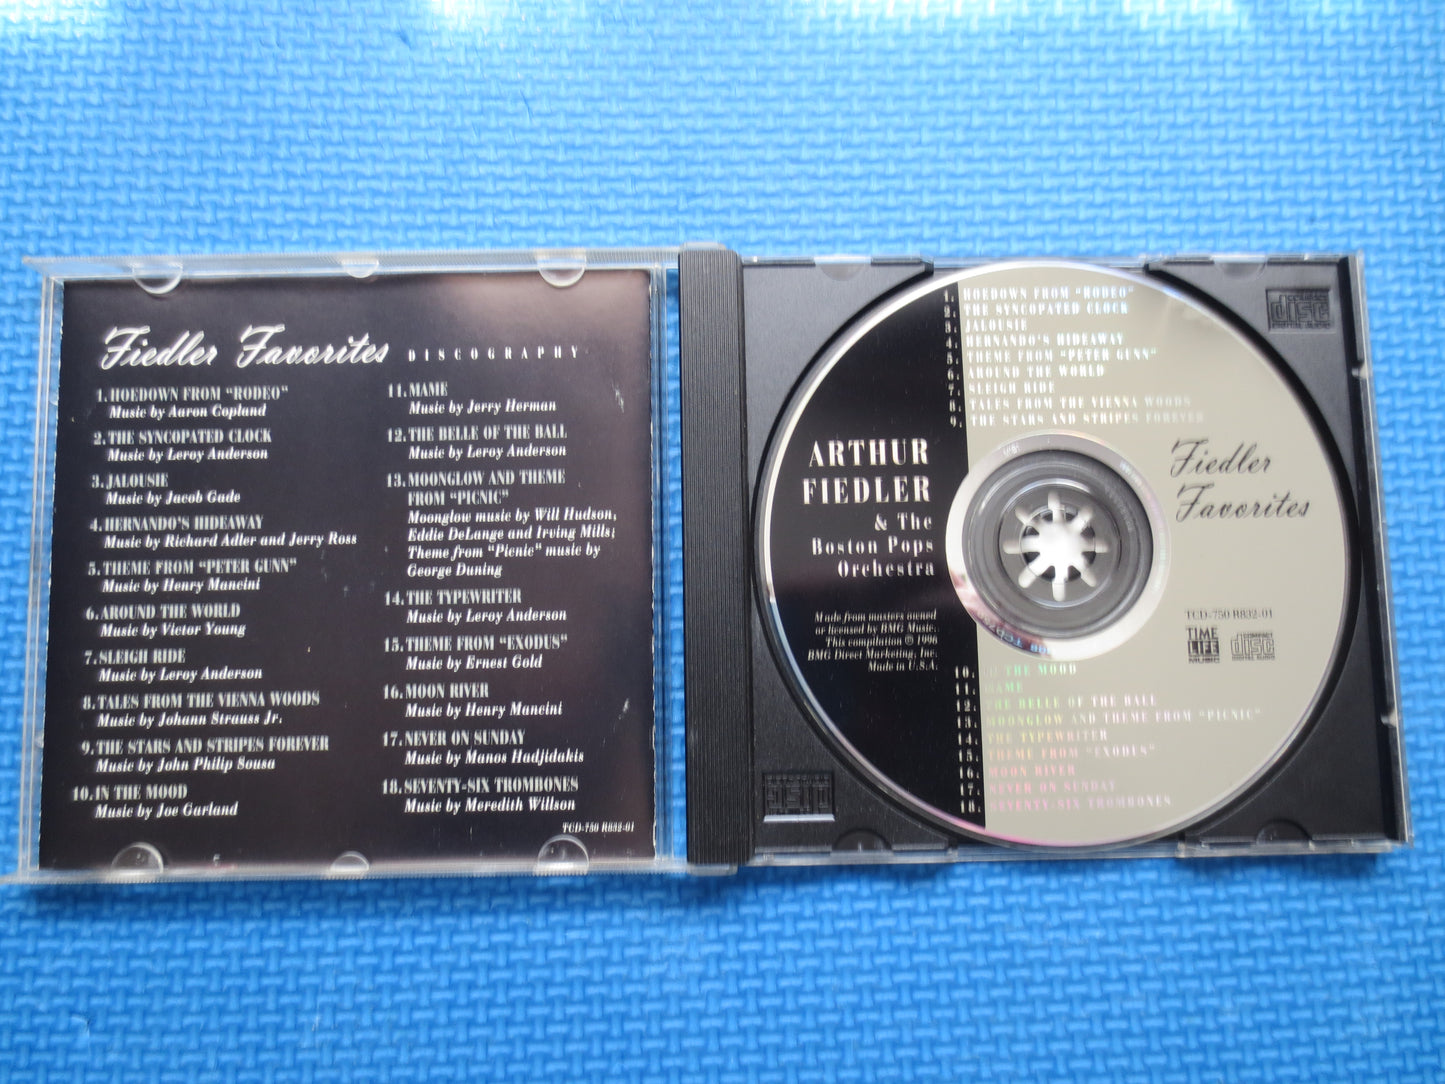 Fiedler Favorites DISCOGRAPHY
1. HOEDOWN FROM "RODEO"
Music by Aaron Copland
2. THE SYNCOPATED CLOCK
Music by Leroy Anderson
3. JALOUSIE
Music by Jacob Gade
4. HERNANDO'S HIDEAWAY
Music by Richard Adler and Jerry Ross
5. THEME FROM "PETER GUNN"
Music by Henry Mancini
6. AROUND THE WORLD
Music by Victor Young
7. SLEIGH RIDE
Music by Leroy Anderson
8. TALES FROM THE VIENNA WOODS
Music by Johann Strauss Jr.
9. THE STARS AND STRIPES FOREVER
Music by John Philip Sousa
10. IN THE MOOD
Music by Joe Garland
11. MAME
Music by Jerry Herman
12. THE BELLE OF THE BALL
Music by Leroy Anderson
13. MOONGLOW AND THEME
FROM "PICNIC"
Moonglow music by Will Hudson,
Eddie DeLange and Irving Mills;
Theme from "Picnic" music by
George Duning
14. THE TYPEWRITER
Music by Leroy Anderson
15. THEME FROM "EXODUS"
Music by Ernest Gold
16. MOON RIVER
Music by Henry Mancini
17. NEVER ON SUNDAY
Music by Manos Hadjidakis
18. SEVENTY-SIX TROMBONES
Music by Meredith Willson
TCD-750 R832-01
1. HOEDOWN FROM "RODEO"
2. THE SYNCOPATED CLOCK
3. JALOUSIE
4. HERNANDO'S HIDEAWAY
5. THEME FROM "PETER GUNN"
6. AROUND THE WORLD
7. SLEIGH RIDE
8. TALES FROM THE VIENNA WOODS
9. THE STARS AND STRIPES FOREVER
ARTHUR
FIEDLER
& The
Boston Pops
Orchestra
Fiedler
Favorites
Made from masters owned
or licensed by BMG Music.
This compilation ℗ 1996
BMG Direct Marketing, Inc.
Made in U.S.A.
TCD-750 R832-01
TIME
LIFE
MUSIC
COMPACT
disc
DIGITAL AUDIO
10. IN THE MOOD
11. MAME
12. THE BELLE OF THE BALL
13. MOONGLOW AND THEME FROM "PICNIC"
14. THE TYPEWRITER
15. THEME FROM "EXODUS"
16. MOON RIVER
17. NEVER ON SUNDAY
18. SEVENTY-SIX TROMBONES
COMPACT
disc
DIGITAL AUDIO